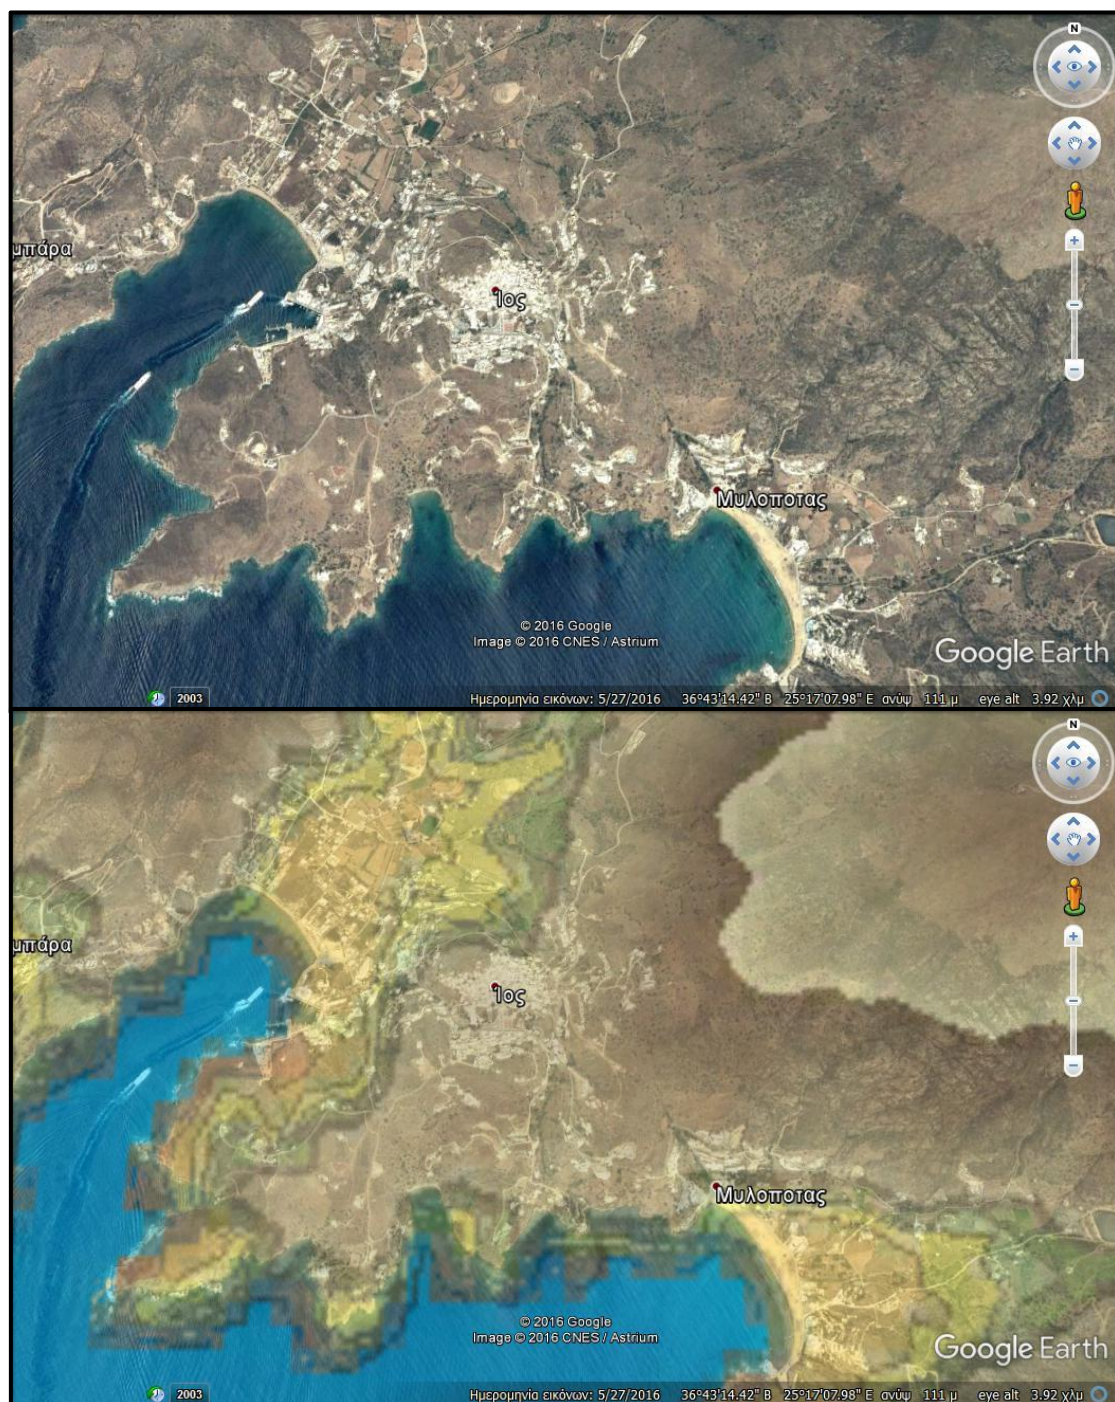 N
μπάρα
Ίος
Μυλοποτας
© 2016 Google
Image © 2016 CNES / Astrium
Google Earth
2003
Ημερομηνία εικόνων: 5/27/2016 36°43'14.42" Β 25°17'07.98" Ε ανύψ 111 μ eye alt 3.92 χλμ
N
μπάρα
Ίος
Μυλοποτας
© 2016 Google
Image © 2016 CNES / Astrium
Google Earth
2003
Ημερομηνία εικόνων: 5/27/2016 36°43'14.42" Β 25°17'07.98" Ε ανύψ 111 μ eye alt 3.92 χλμ